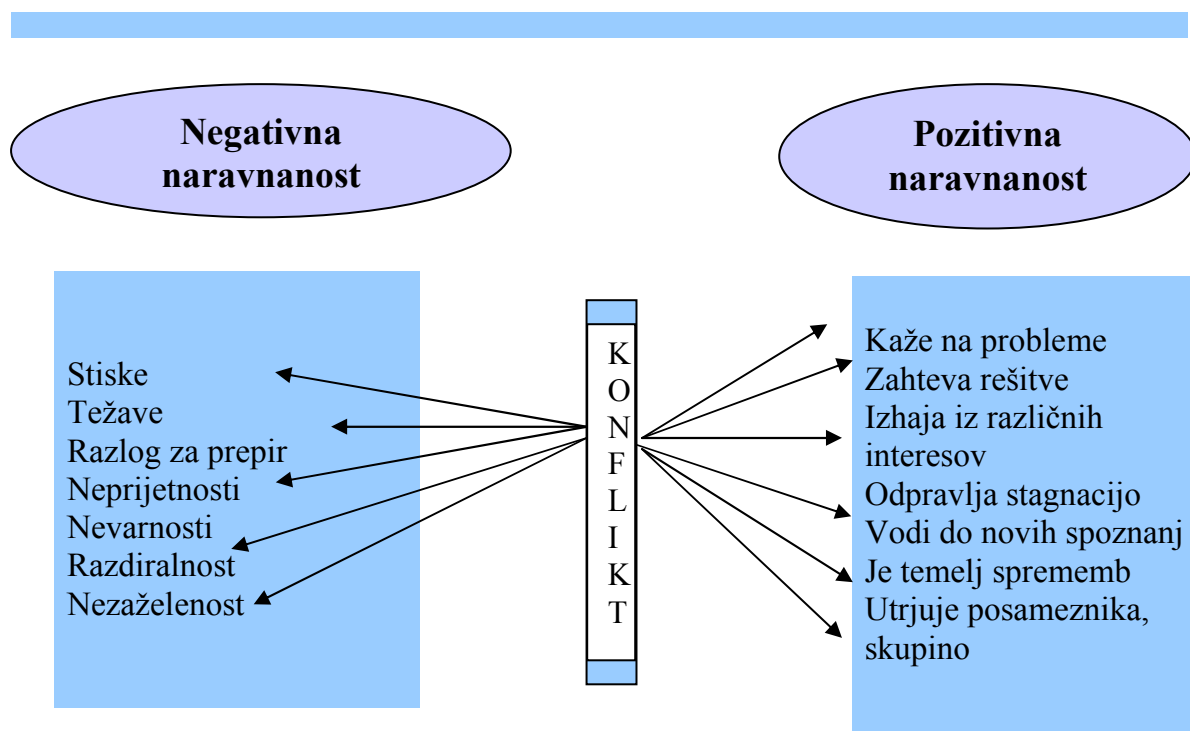 Negativna
naravnanost
Pozitivna
naravnanost
Stiske
Težave
Razlog za prepir
Neprijetnosti
Nevarnosti
Razdiralnost
Nezaželenost
K
O
N
F
L
I
K
T
Kaže na probleme
Zahteva rešitve
Izhaja iz različnih
interesov
Odpravlja stagnacijo
Vodi do novih spoznanj
Je temelj sprememb
Utrjuje posameznika,
skupino